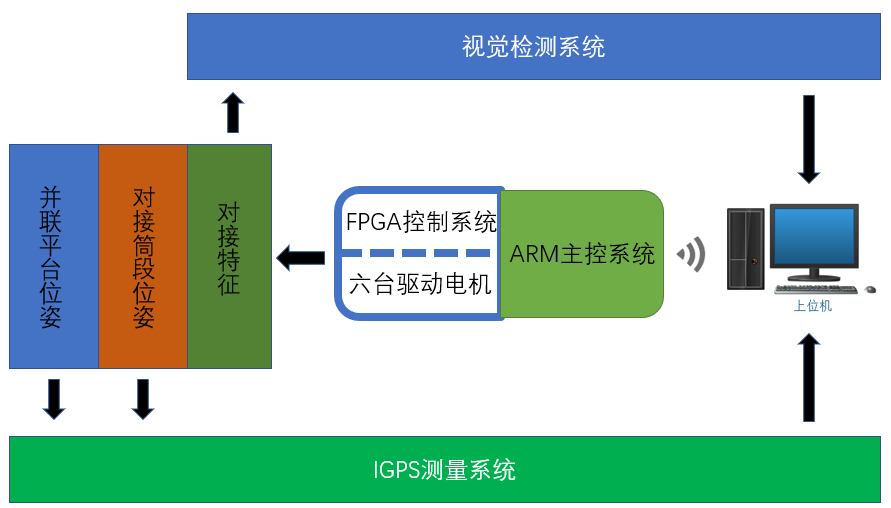 视觉检测系统
并联平台位姿
对接筒段位姿
对接特征
FPGA控制系统
六台驱动电机
ARM主控系统
上位机
IGPS测量系统